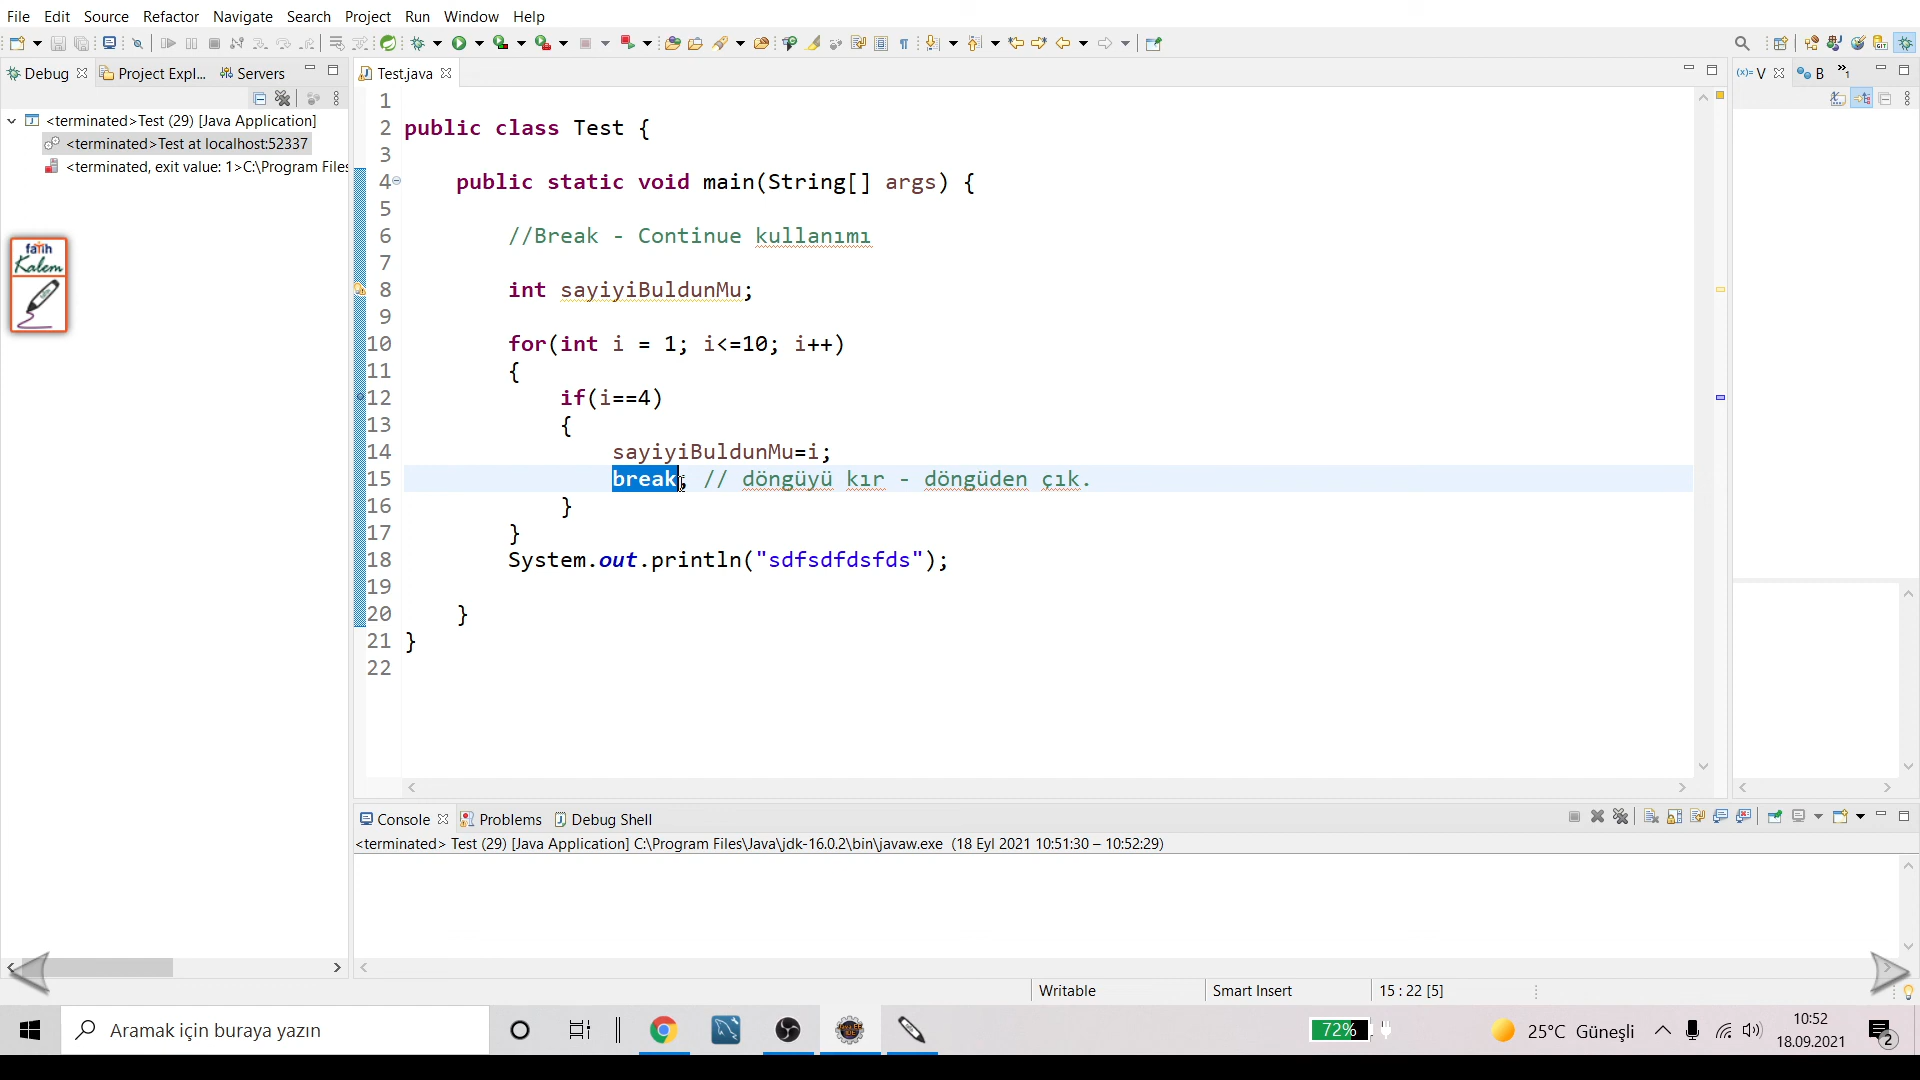 File Edit Source Refactor Navigate Search Project Run Window Help
Debug Project Expl... Servers
Test.java
V B »1
<terminated>Test (29) [Java Application]
<terminated>Test at localhost:52337
<terminated, exit value: 1>C:\Program Files
fatih
Kalem
1
2 public class Test {
3
4 public static void main(String[] args) {
5
6 //Break - Continue kullanımı
7
8 int sayiyiBuldunMu;
9
10 for(int i = 1; i<=10; i++)
11 {
12 if(i==4)
13 {
14 sayiyiBuldunMu=i;
15 break; // döngüyü kır - döngüden çık.
16 }
17 }
18 System.out.println("sdfsdfdsfds");
19
20 }
21 }
22
Console Problems Debug Shell
<terminated> Test (29) [Java Application] C:\Program Files\Java\jdk-16.0.2\bin\javaw.exe (18 Eyl 2021 10:51:30 – 10:52:29)
Writable Smart Insert 15 : 22 [5]
Aramak için buraya yazın
72%
25°C Güneşli
10:52
18.09.2021
2